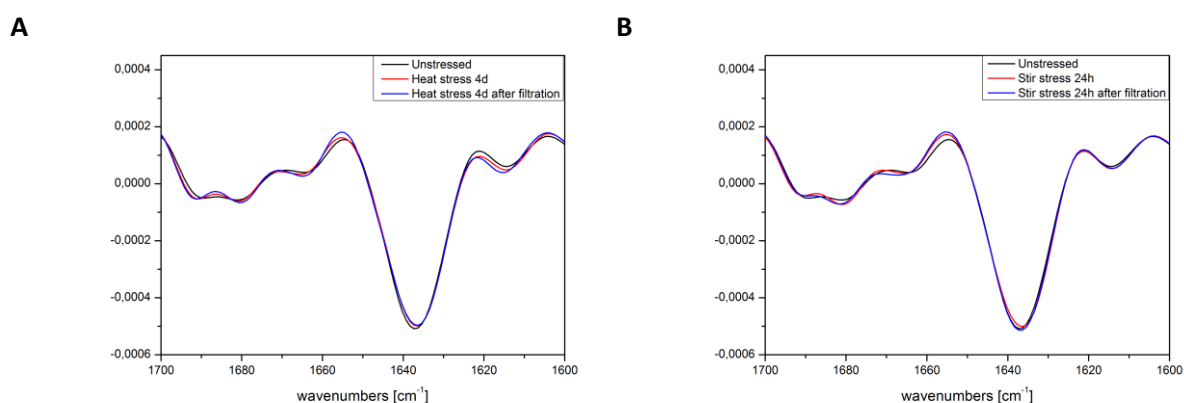 A
Unstressed
Heat stress 4d
Heat stress 4d after filtration
0,0004
0,0002
0,0000
-0,0002
-0,0004
-0,0006
1700 1680 1660 1640 1620 1600
wavenumbers [cm⁻¹]
B
Unstressed
Stir stress 24h
Stir stress 24h after filtration
0,0004
0,0002
0,0000
-0,0002
-0,0004
-0,0006
1700 1680 1660 1640 1620 1600
wavenumbers [cm⁻¹]